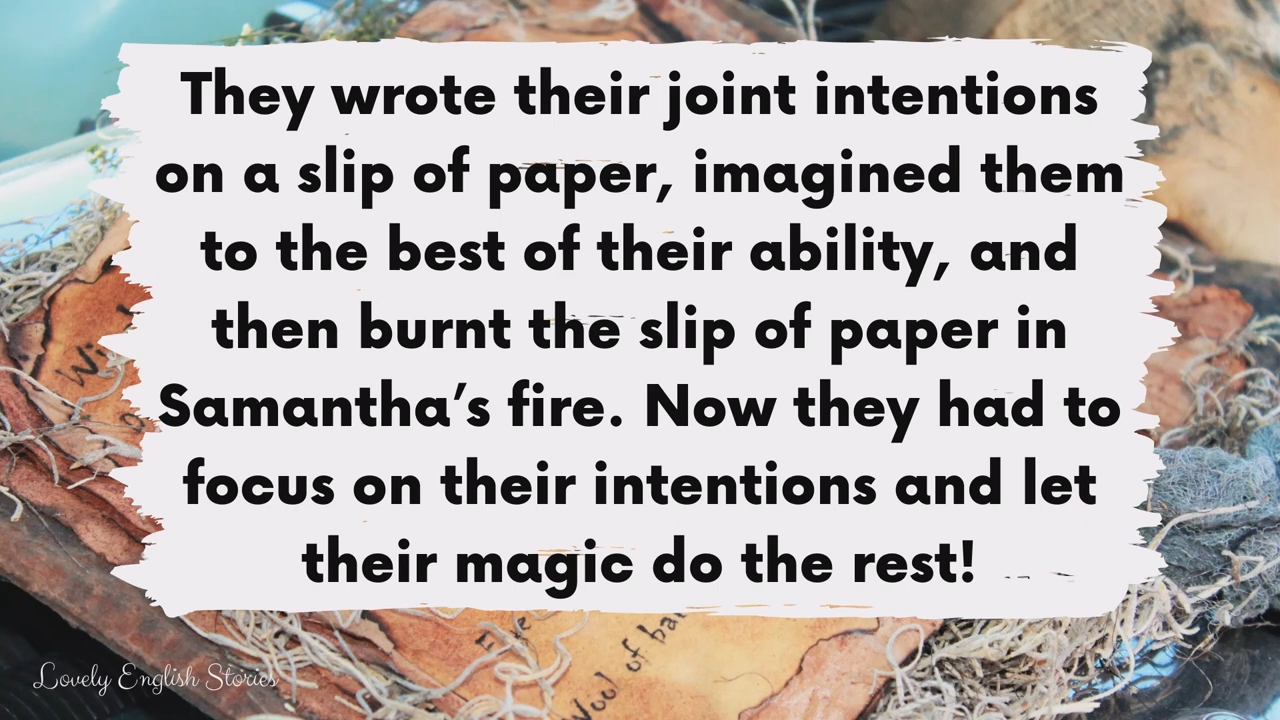 They wrote their joint intentions
on a slip of paper, imagined them
to the best of their ability, and
then burnt the slip of paper in
Samantha’s fire. Now they had to
focus on their intentions and let
their magic do the rest!
Wool of
Lovely English Stories